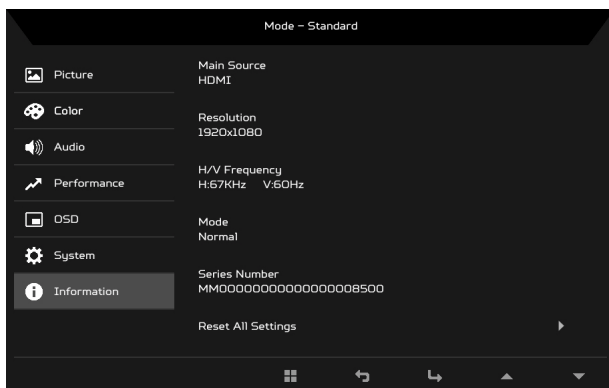 Mode – Standard
Picture
Color
Audio
Performance
OSD
System
Information
Main Source
HDMI
Resolution
1920x1080
H/V Frequency
H:67KHz V:60Hz
Mode
Normal
Series Number
MM00000000000000008500
Reset All Settings